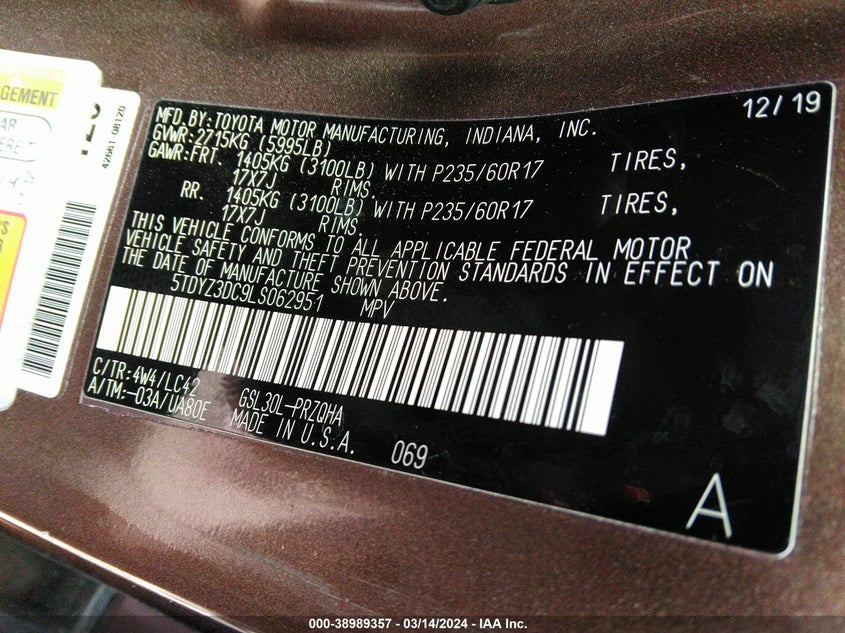 GEMENT
42661-08120
12/19
MFD.BY:TOYOTA MOTOR MANUFACTURING, INDIANA, INC.
GVWR:2715KG (5995LB)
GAWR:FRT. 1405KG (3100LB) WITH P235/60R17 TIRES,
17X7J RIMS.
RR. 1405KG (3100LB) WITH P235/60R17 TIRES,
17X7J RIMS.
THIS VEHICLE CONFORMS TO ALL APPLICABLE FEDERAL MOTOR
VEHICLE SAFETY AND THEFT PREVENTION STANDARDS IN EFFECT ON
THE DATE OF MANUFACTURE SHOWN ABOVE.
5TDYZ3DC9LS062951 MPV
C/TR:4W4/LC42 GSL30L-PRZQHA
A/TM:-03A/UA80E MADE IN U.S.A.
069
A
000-38989357 - 03/14/2024 - IAA Inc.